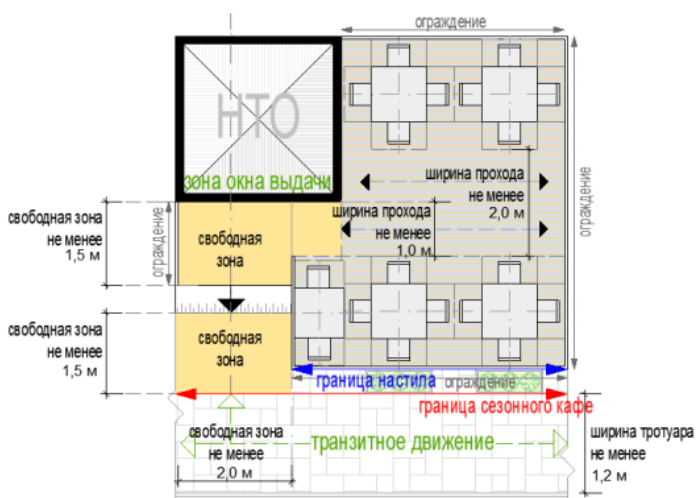 ограждение
НТО
зона окна выдачи
ширина прохода
не менее
2,0 м
ограждение
свободная зона
не менее
1,5 м
ограждение
свободная
зона
ширина прохода
не менее
1,0 м
свободная зона
не менее
1,5 м
свободная
зона
граница настила
ограждение
граница сезонного кафе
свободная зона
не менее
2,0 м
транзитное движение
ширина тротуара
не менее
1,2 м